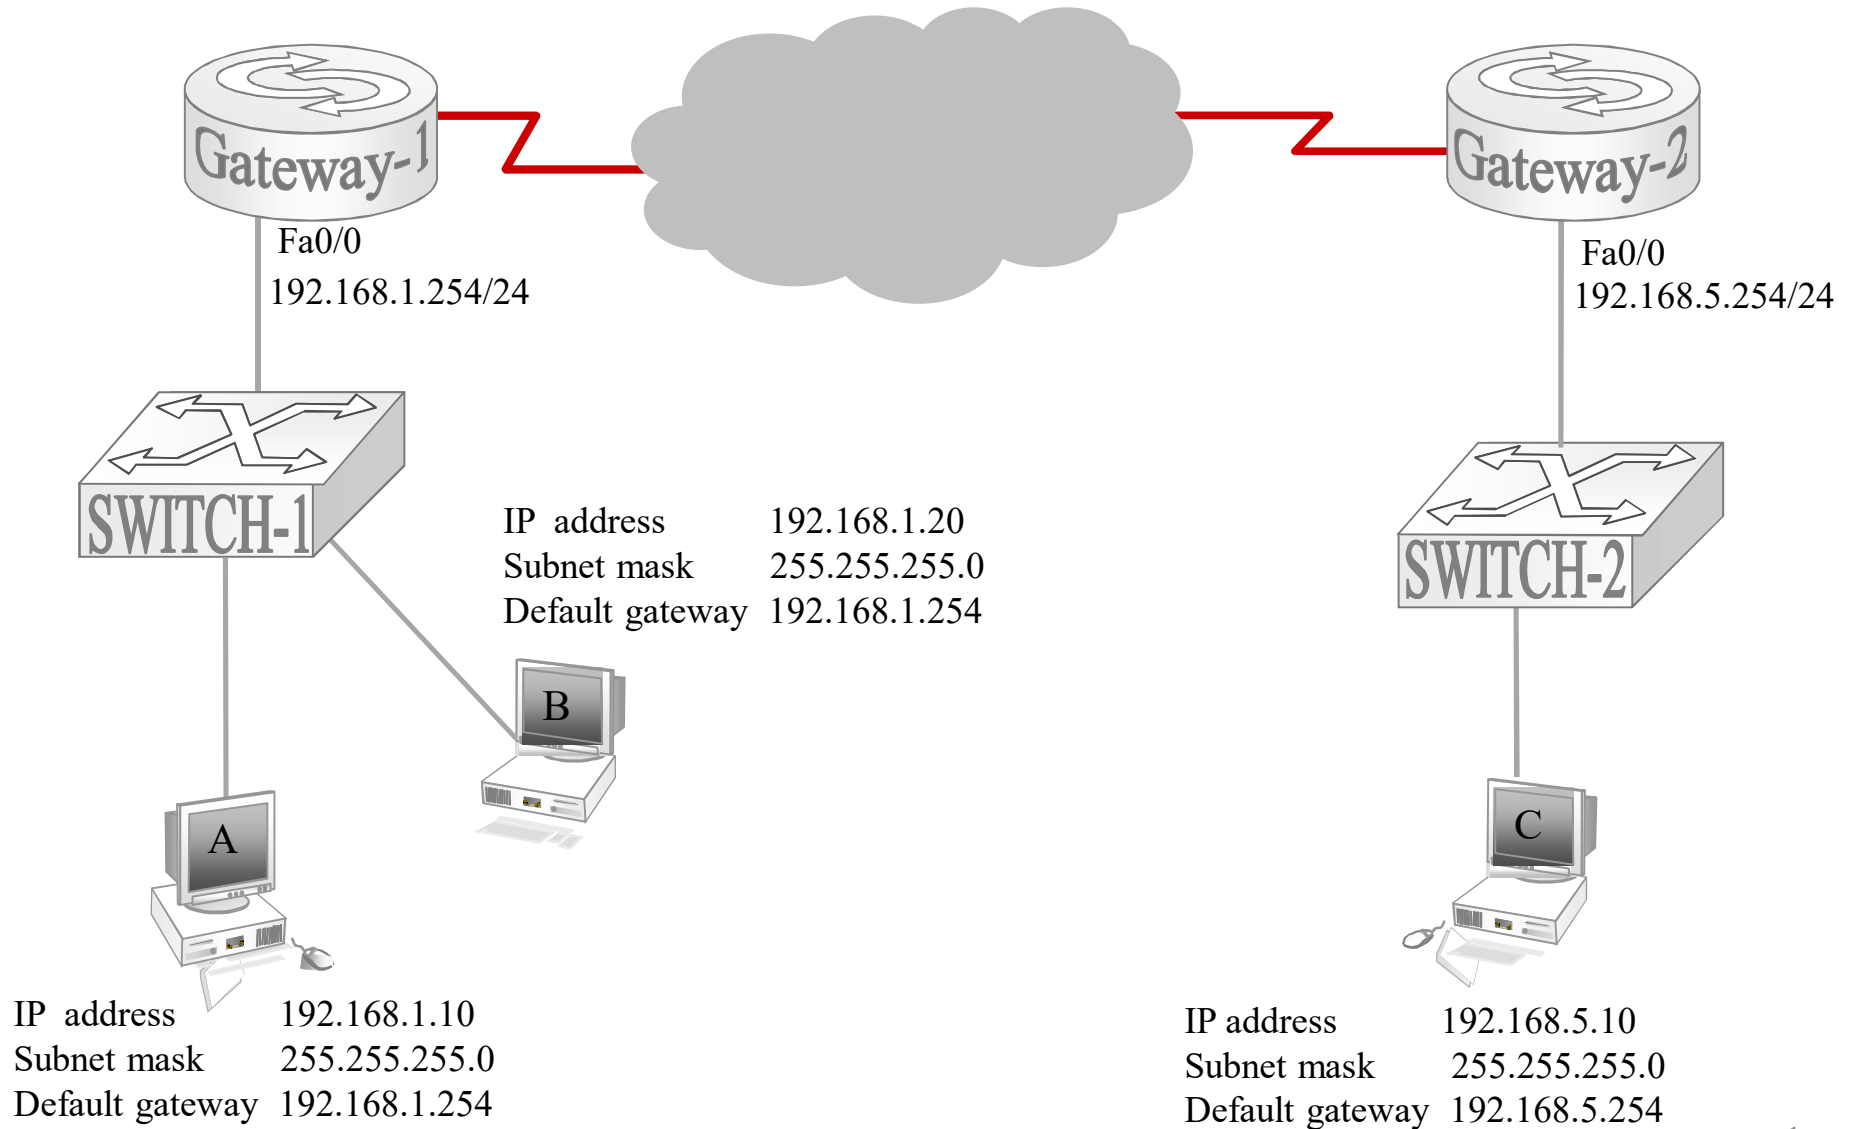 Gateway-1
Fa0/0
192.168.1.254/24
Gateway-2
Fa0/0
192.168.5.254/24
SWITCH-1
SWITCH-2
IP address 192.168.1.20
Subnet mask 255.255.255.0
Default gateway 192.168.1.254
B
A
C
IP address 192.168.1.10
Subnet mask 255.255.255.0
Default gateway 192.168.1.254
IP address 192.168.5.10
Subnet mask 255.255.255.0
Default gateway 192.168.5.254